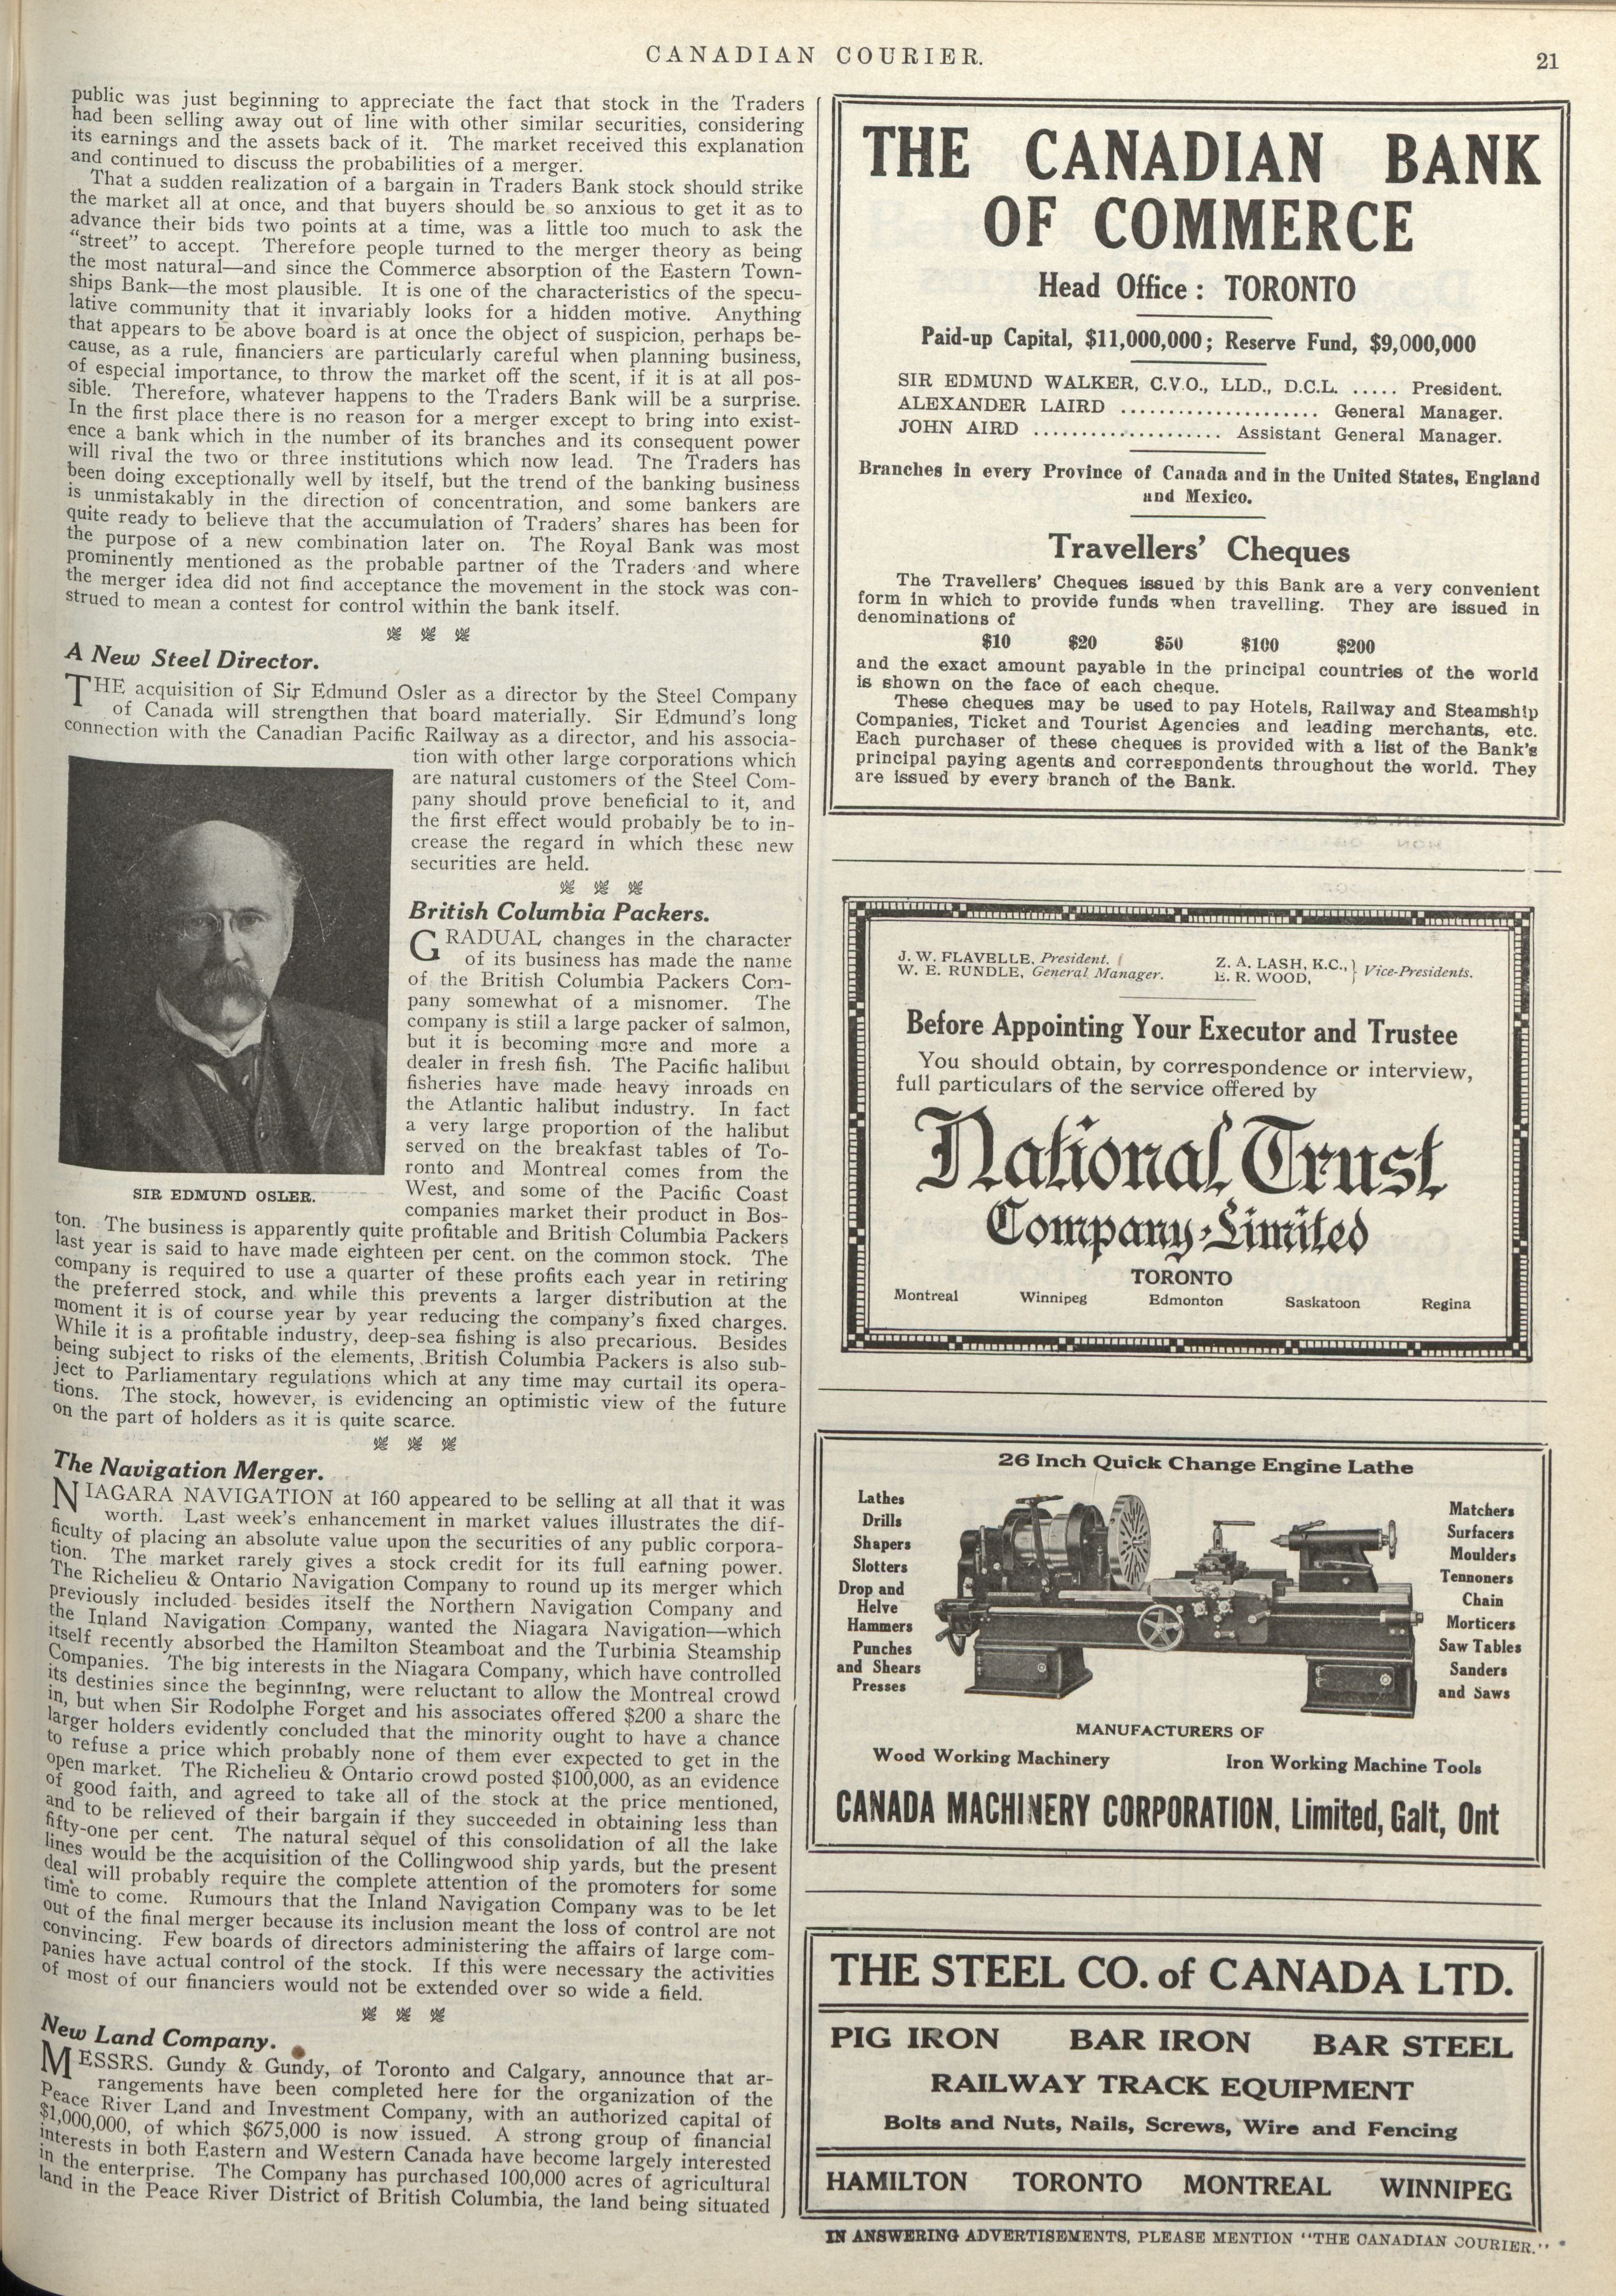 CANADIAN COURIER.
21
public was just beginning to appreciate the fact that stock in the Traders
had been selling away out of line with other similar securities, considering
its earnings and the assets back of it. The market received this explanation
and continued to discuss the probabilities of a merger.
That a sudden realization of a bargain in Traders Bank stock should strike
the market all at once, and that buyers should be so anxious to get it as to
advance their bids two points at a time, was a little too much to ask the
"street" to accept. Therefore people turned to the merger theory as being
the most natural—and since the Commerce absorption of the Eastern Town-
ships Bank—the most plausible. It is one of the characteristics of the specu-
lative community that it invariably looks for a hidden motive. Anything
that appears to be above board is at once the object of suspicion, perhaps be-
cause, as a rule, financiers are particularly careful when planning business,
of especial importance, to throw the market off the scent, if it is at all pos-
sible. Therefore, whatever happens to the Traders Bank will be a surprise.
In the first place there is no reason for a merger except to bring into exist-
ence a bank which in the number of its branches and its consequent power
will rival the two or three institutions which now lead. The Traders has
been doing exceptionally well by itself, but the trend of the banking business
is unmistakably in the direction of concentration, and some bankers are
quite ready to believe that the accumulation of Traders' shares has been for
the purpose of a new combination later on. The Royal Bank was most
prominently mentioned as the probable partner of the Traders and where
the merger idea did not find acceptance the movement in the stock was con-
strued to mean a contest for control within the bank itself.
A New Steel Director.
THE acquisition of Sir Edmund Osler as a director by the Steel Company
of Canada will strengthen that board materially. Sir Edmund's long
connection with the Canadian Pacific Railway as a director, and his associa-
tion with other large corporations which
are natural customers of the Steel Com-
pany should prove beneficial to it, and
the first effect would probably be to in-
crease the regard in which these new
securities are held.
SIR EDMUND OSLER.
British Columbia Packers.
GRADUAL changes in the character
of its business has made the name
of the British Columbia Packers Com-
pany somewhat of a misnomer. The
company is still a large packer of salmon,
but it is becoming more and more a
dealer in fresh fish. The Pacific halibut
fisheries have made heavy inroads on
the Atlantic halibut industry. In fact
a very large proportion of the halibut
served on the breakfast tables of To-
ronto and Montreal comes from the
West, and some of the Pacific Coast
companies market their product in Bos-
ton. The business is apparently quite profitable and British Columbia Packers
last year is said to have made eighteen per cent. on the common stock. The
company is required to use a quarter of these profits each year in retiring
the preferred stock, and while this prevents a larger distribution at the
moment it is of course year by year reducing the company's fixed charges.
While it is a profitable industry, deep-sea fishing is also precarious. Besides
being subject to risks of the elements, British Columbia Packers is also sub-
ject to Parliamentary regulations which at any time may curtail its opera-
tions. The stock, however, is evidencing an optimistic view of the future
on the part of holders as it is quite scarce.
The Navigation Merger.
NIAGARA NAVIGATION at 160 appeared to be selling at all that it was
worth. Last week's enhancement in market values illustrates the dif-
ficulty of placing an absolute value upon the securities of any public corpora-
tion. The market rarely gives a stock credit for its full earning power.
The Richelieu & Ontario Navigation Company to round up its merger which
previously included besides itself the Northern Navigation Company and
the Inland Navigation Company, wanted the Niagara Navigation—which
itself recently absorbed the Hamilton Steamboat and the Turbinia Steamship
Companies. The big interests in the Niagara Company, which have controlled
its destinies since the beginning, were reluctant to allow the Montreal crowd
in, but when Sir Rodolphe Forget and his associates offered $200 a share the
larger holders evidently concluded that the minority ought to have a chance
to refuse a price which probably none of them ever expected to get in the
open market. The Richelieu & Ontario crowd posted $100,000, as an evidence
of good faith, and agreed to take all of the stock at the price mentioned,
and to be relieved of their bargain if they succeeded in obtaining less than
fifty-one per cent. The natural sequel of this consolidation of all the lake
lines would be the acquisition of the Collingwood ship yards, but the present
deal will probably require the complete attention of the promoters for some
time to come. Rumours that the Inland Navigation Company was to be let
out of the final merger because its inclusion meant the loss of control are not
convincing. Few boards of directors administering the affairs of large com-
panies have actual control of the stock. If this were necessary the activities
of most of our financiers would not be extended over so wide a field.
New Land Company.
MESSRS. Gundy & Gundy, of Toronto and Calgary, announce that ar-
rangements have been completed here for the organization of the
Peace River Land and Investment Company, with an authorized capital of
$1,000,000, of which $675,000 is now issued. A strong group of financial
interests in both Eastern and Western Canada have become largely interested
in the enterprise. The Company has purchased 100,000 acres of agricultural
land in the Peace River District of British Columbia, the land being situated
THE CANADIAN BANK
OF COMMERCE
Head Office: TORONTO
Paid-up Capital, $11,000,000; Reserve Fund, $9,000,000
SIR EDMUND WALKER, C.V.O., LLD., D.C.L. ..... President.
ALEXANDER LAIRD ..................... General Manager.
JOHN AIRD .................... Assistant General Manager.
Branches in every Province of Canada and in the United States, England
and Mexico.
Travellers' Cheques
The Travellers' Cheques issued by this Bank are a very convenient
form in which to provide funds when travelling. They are issued in
denominations of
$10 $20 $50 $100 $200
and the exact amount payable in the principal countries of the world
is shown on the face of each cheque.
These cheques may be used to pay Hotels, Railway and Steamship
Companies, Ticket and Tourist Agencies and leading merchants, etc.
Each purchaser of these cheques is provided with a list of the Bank's
principal paying agents and correspondents throughout the world. They
are issued by every branch of the Bank.
J. W. FLAVELLE, President.
W. E. RUNDLE, General Manager.
Z. A. LASH, K.C.,
E. R. WOOD, } Vice-Presidents.
Before Appointing Your Executor and Trustee
You should obtain, by correspondence or interview,
full particulars of the service offered by
National Trust
Company, Limited
TORONTO
Montreal Winnipeg Edmonton Saskatoon Regina
26 Inch Quick Change Engine Lathe
Lathes
Drills
Shapers
Slotters
Drop and
Helve
Hammers
Punches
and Shears
Presses
Matchers
Surfacers
Moulders
Tennoners
Chain
Morticers
Saw Tables
Sanders
and Saws
MANUFACTURERS OF
Wood Working Machinery Iron Working Machine Tools
CANADA MACHINERY CORPORATION, Limited, Galt, Ont
THE STEEL CO. of CANADA LTD.
PIG IRON BAR IRON BAR STEEL
RAILWAY TRACK EQUIPMENT
Bolts and Nuts, Nails, Screws, Wire and Fencing
HAMILTON TORONTO MONTREAL WINNIPEG
IN ANSWERING ADVERTISEMENTS, PLEASE MENTION "THE CANADIAN COURIER."